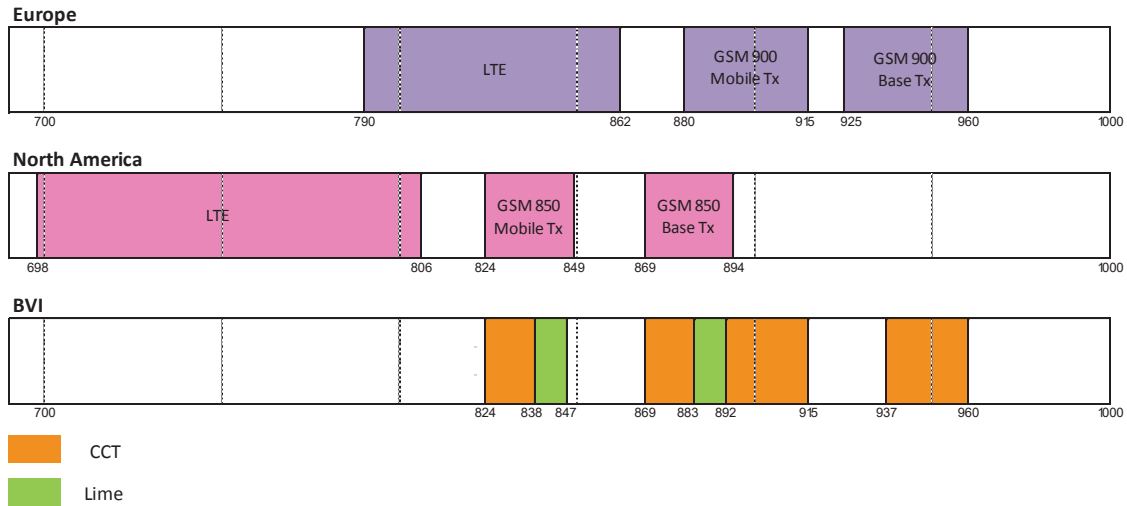 Europe
LTE
GSM 900
Mobile Tx
GSM 900
Base Tx
700
790
862
880
915
925
960
1000
North America
LTE
GSM 850
Mobile Tx
GSM 850
Base Tx
698
806
824
849
869
894
1000
BVI
700
824
838
847
869
883
892
915
937
960
1000
CCT
Lime